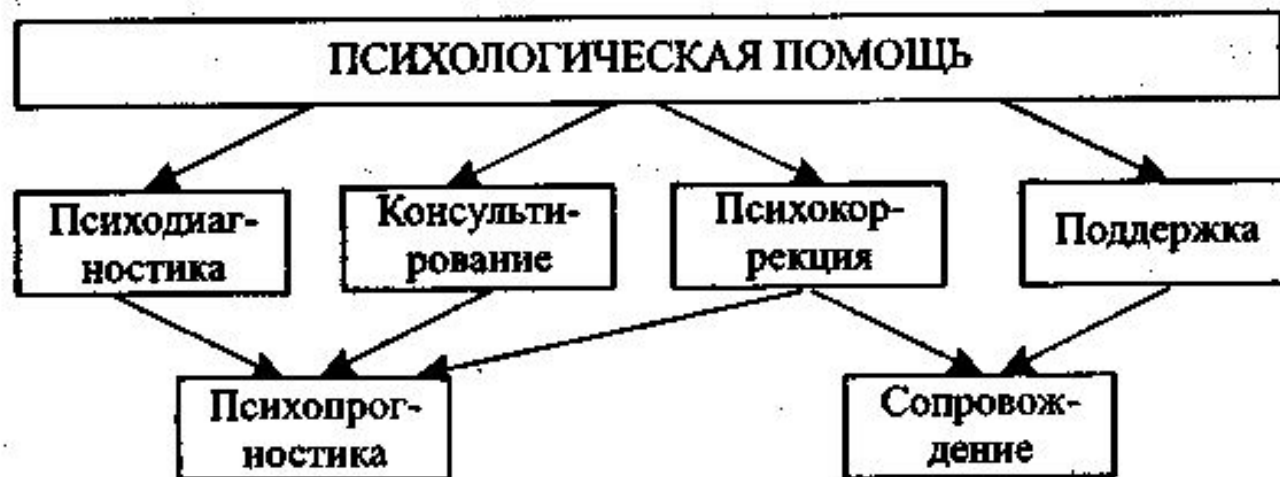 ПСИХОЛОГИЧЕСКАЯ ПОМОЩЬ
Психодиаг-
ностика
Консульти-
рование
Психокор-
рекция
Поддержка
Психопрог-
ностика
Сопровож-
дение